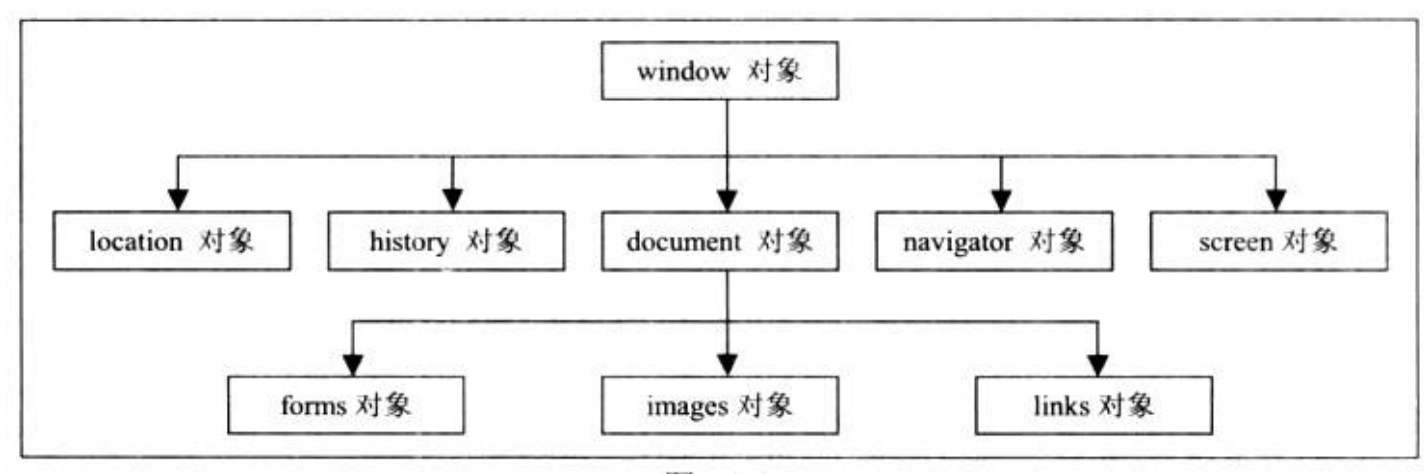 window 对象
location 对象
history 对象
document 对象
navigator 对象
screen 对象
forms 对象
images 对象
links 对象